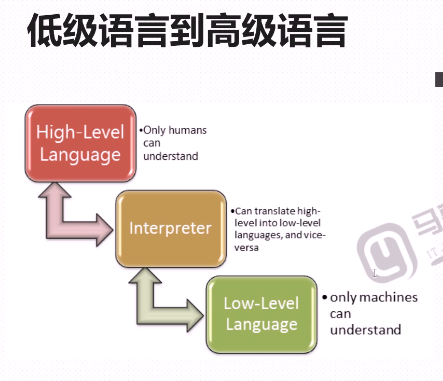 低级语言到高级语言
High-Level
Language
•Only humans
can
understand
Interpreter
•Can translate high-
level into low-level
languages, and vice-
versa
Low-Level
Language
• only machines
can
understand